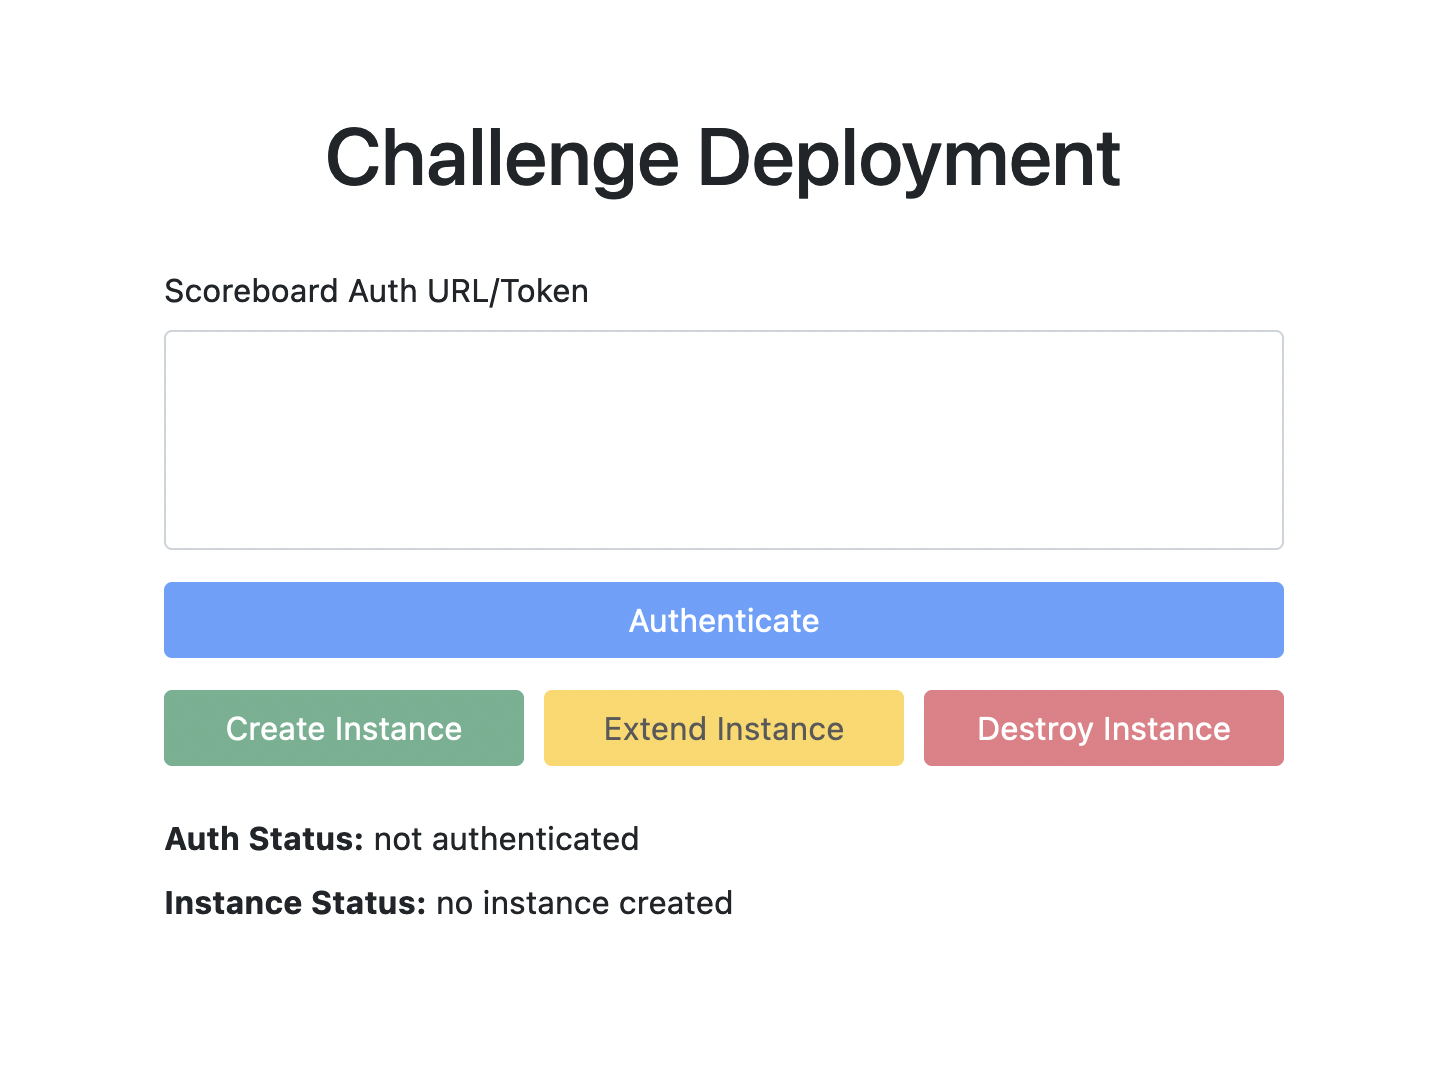 Challenge Deployment
Scoreboard Auth URL/Token
Authenticate
Create Instance
Extend Instance
Destroy Instance
Auth Status: not authenticated
Instance Status: no instance created